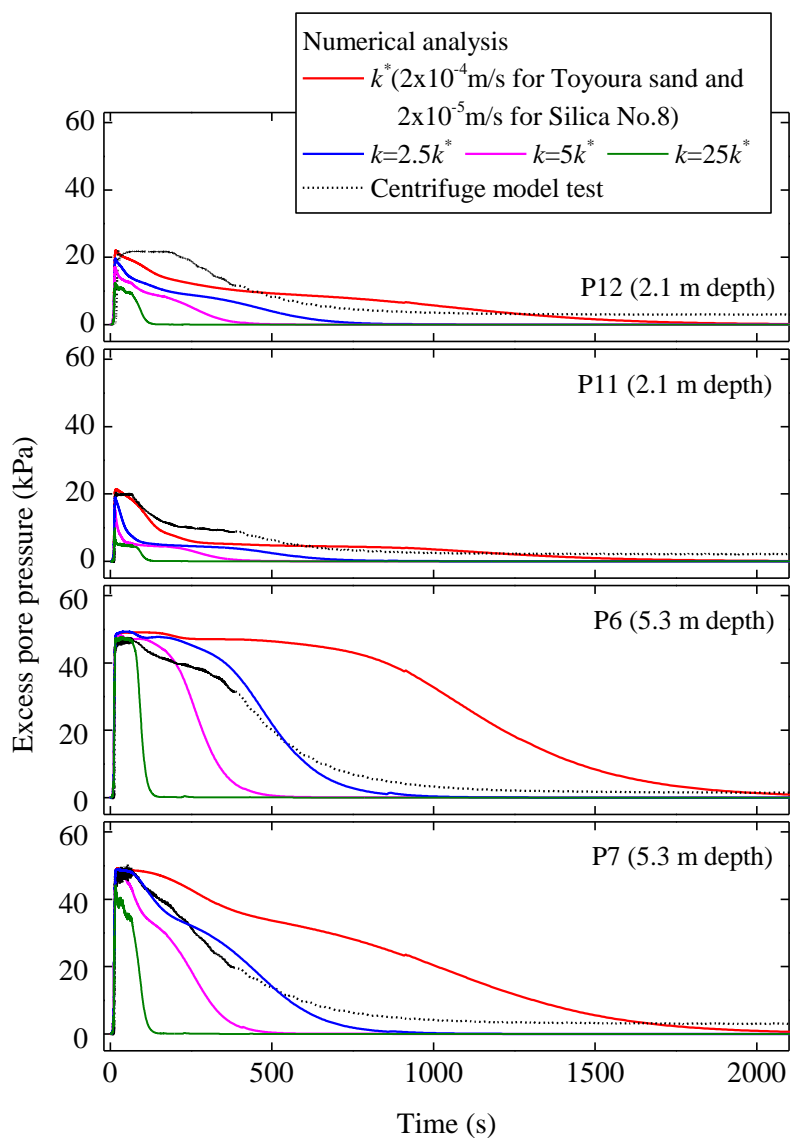 Numerical analysis
k*(2x10⁻⁴m/s for Toyoura sand and
2x10⁻⁵m/s for Silica No.8)
k=2.5k* k=5k* k=25k*
Centrifuge model test
60
40
20
0
P12 (2.1 m depth)
60
40
20
0
P11 (2.1 m depth)
60
40
20
0
P6 (5.3 m depth)
60
40
20
0
P7 (5.3 m depth)
Excess pore pressure (kPa)
0 500 1000 1500 2000
Time (s)